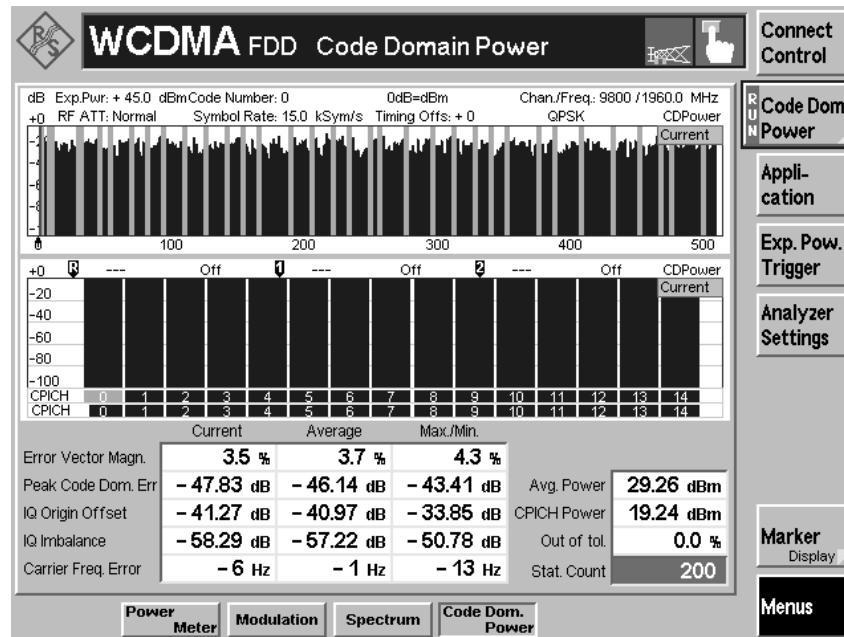 R S
WCDMA FDD Code Domain Power
Connect Control
dB Exp.Pwr: + 45.0 dBm Code Number: 0 0dB=dBm Chan./Freq.: 9800 / 1960.0 MHz
+0 RF ATT: Normal Symbol Rate: 15.0 kSym/s Timing Offs.: + 0 QPSK CDPower
Current
0 100 200 300 400 500
RUN Code Dom. Power
Appli-
cation
Exp. Pow.
Trigger
Analyzer
Settings
+0 R --- Off 1 --- Off 2 --- Off CDPower
Current
-20
-40
-60
-80
-100
CPICH 0 1 2 3 4 5 6 7 8 9 10 11 12 13 14
CPICH 0 1 2 3 4 5 6 7 8 9 10 11 12 13 14
Current Average Max./Min.
Error Vector Magn. 3.5 % 3.7 % 4.3 %
Peak Code Dom. Err – 47.83 dB – 46.14 dB – 43.41 dB Avg. Power 29.26 dBm
IQ Origin Offset – 41.27 dB – 40.97 dB – 33.85 dB CPICH Power 19.24 dBm
IQ Imbalance – 58.29 dB – 57.22 dB – 50.78 dB Out of tol. 0.0 %
Carrier Freq. Error – 6 Hz – 1 Hz – 13 Hz Stat. Count 200
Marker
Display
Menus
Power Meter Modulation Spectrum Code Dom. Power